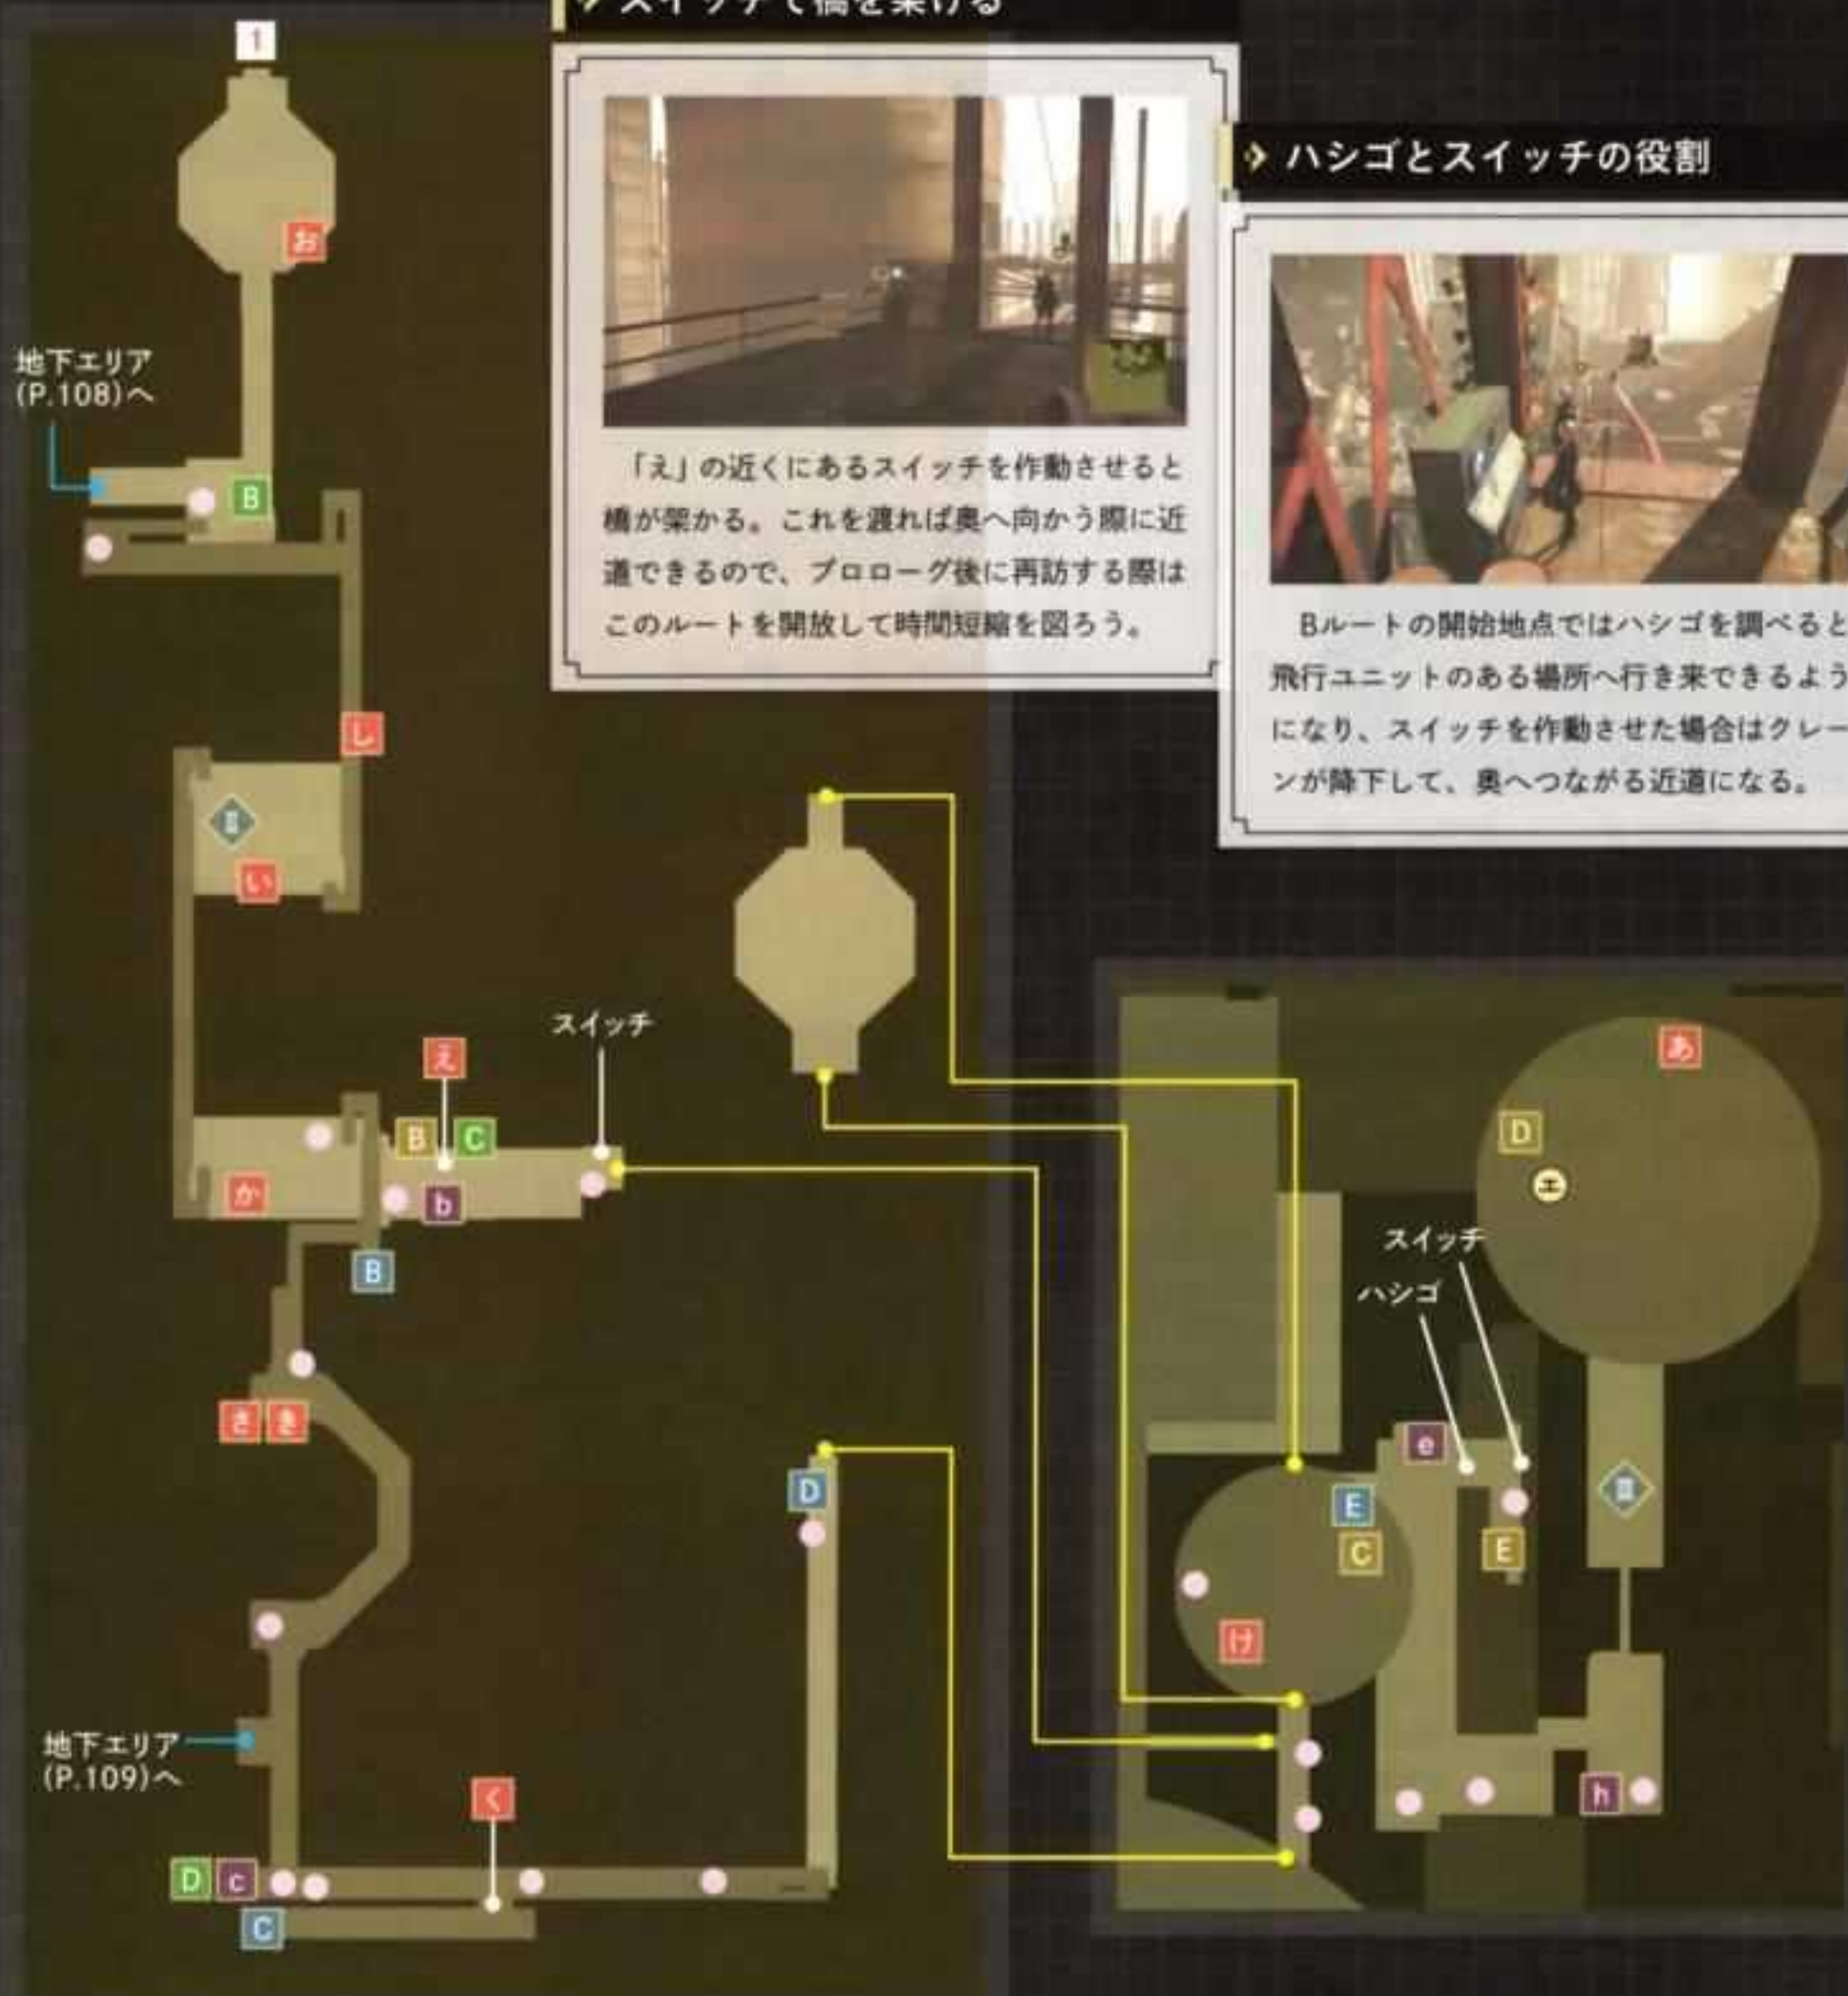 スイッチで橋を架ける
「え」の近くにあるスイッチを作動させると
橋が架かる。これを渡れば奥へ向かう際に近
道できるので、プロローグ後に再訪する際は
このルートを開放して時間短縮を図ろう。
ハシゴとスイッチの役割
Bルートの開始地点ではハシゴを調べると
飛行ユニットのある場所へ行き来できるよう
になり、スイッチを作動させた場合はクレー
ンが降下して、奥へつながる近道になる。
1
お
地下エリア
(P.108)へ
B
し
い
え
スイッチ
B C
か
b
B
さ き
D
地下エリア
(P.109)へ
く
D c
C
あ
D
エ
スイッチ
ハシゴ
e
E
C
E
け
h